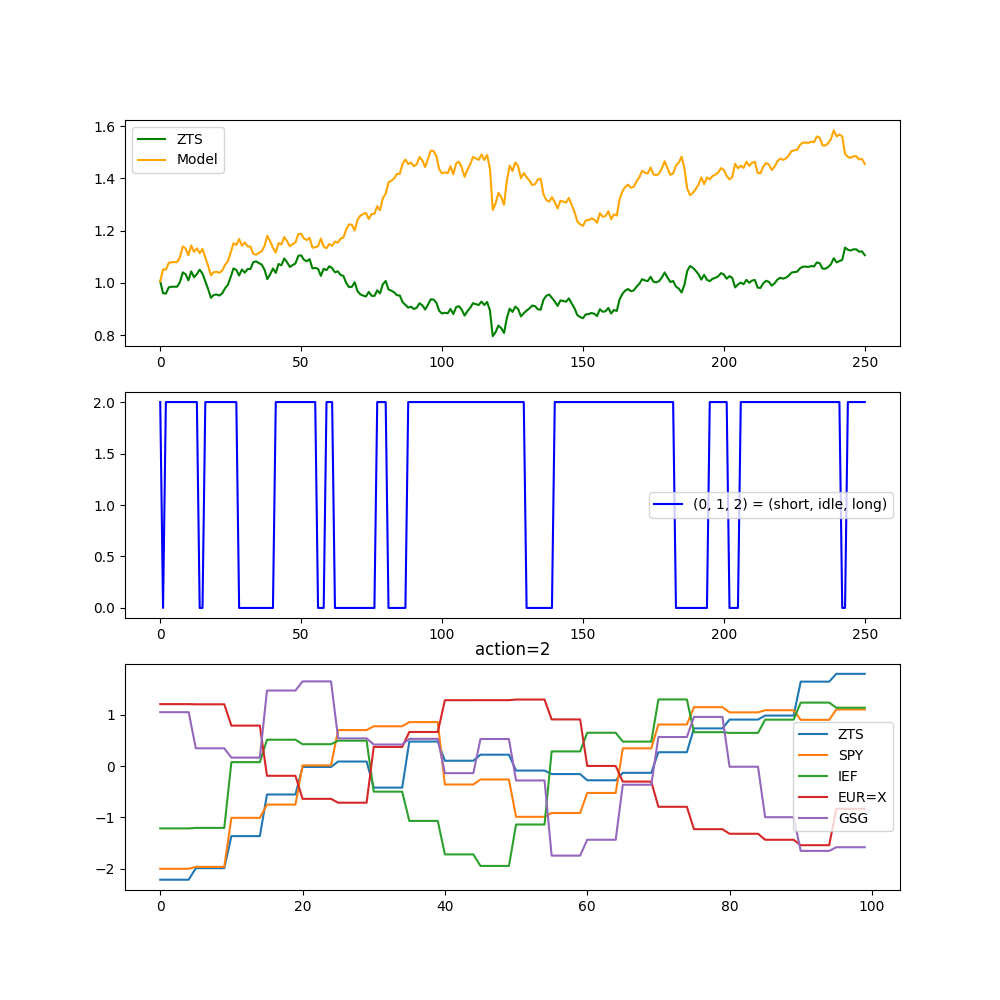 1.6
1.4
1.2
1.0
0.8
ZTS
Model
0 50 100 150 200 250
2.0
1.5
1.0
0.5
0.0
(0, 1, 2) = (short, idle, long)
0 50 100 150 200 250
action=2
1
0
−1
−2
ZTS
SPY
IEF
EUR=X
GSG
0 20 40 60 80 100